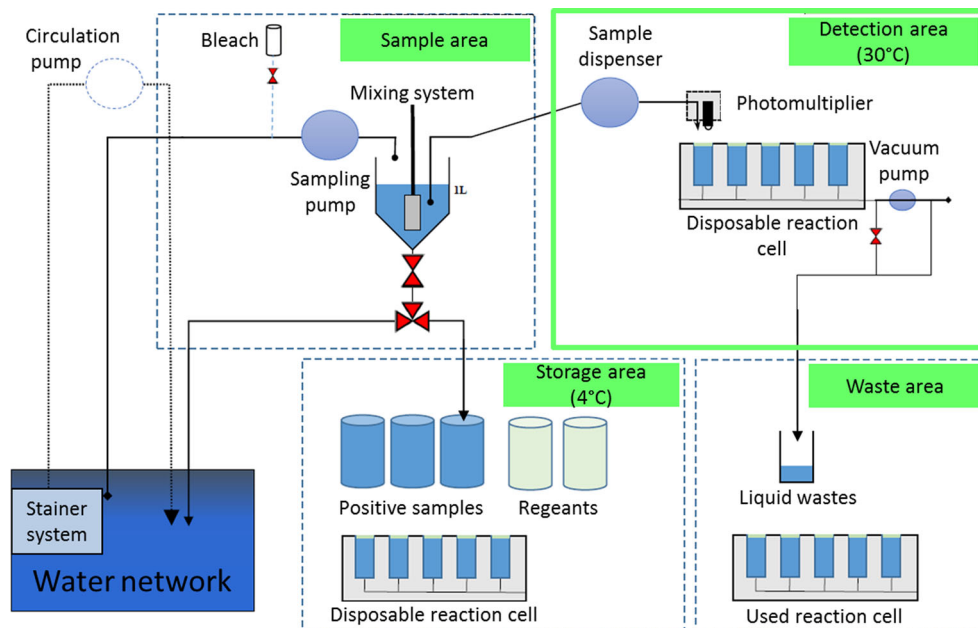 Circulation
pump
Bleach
Sample area
Mixing system
Sampling
pump
1L
Sample
dispenser
Detection area
(30°C)
Photomultiplier
Vacuum
pump
Disposable reaction
cell
Storage area
(4°C)
Positive samples
Regeants
Disposable reaction cell
Waste area
Liquid wastes
Used reaction cell
Stainer
system
Water network